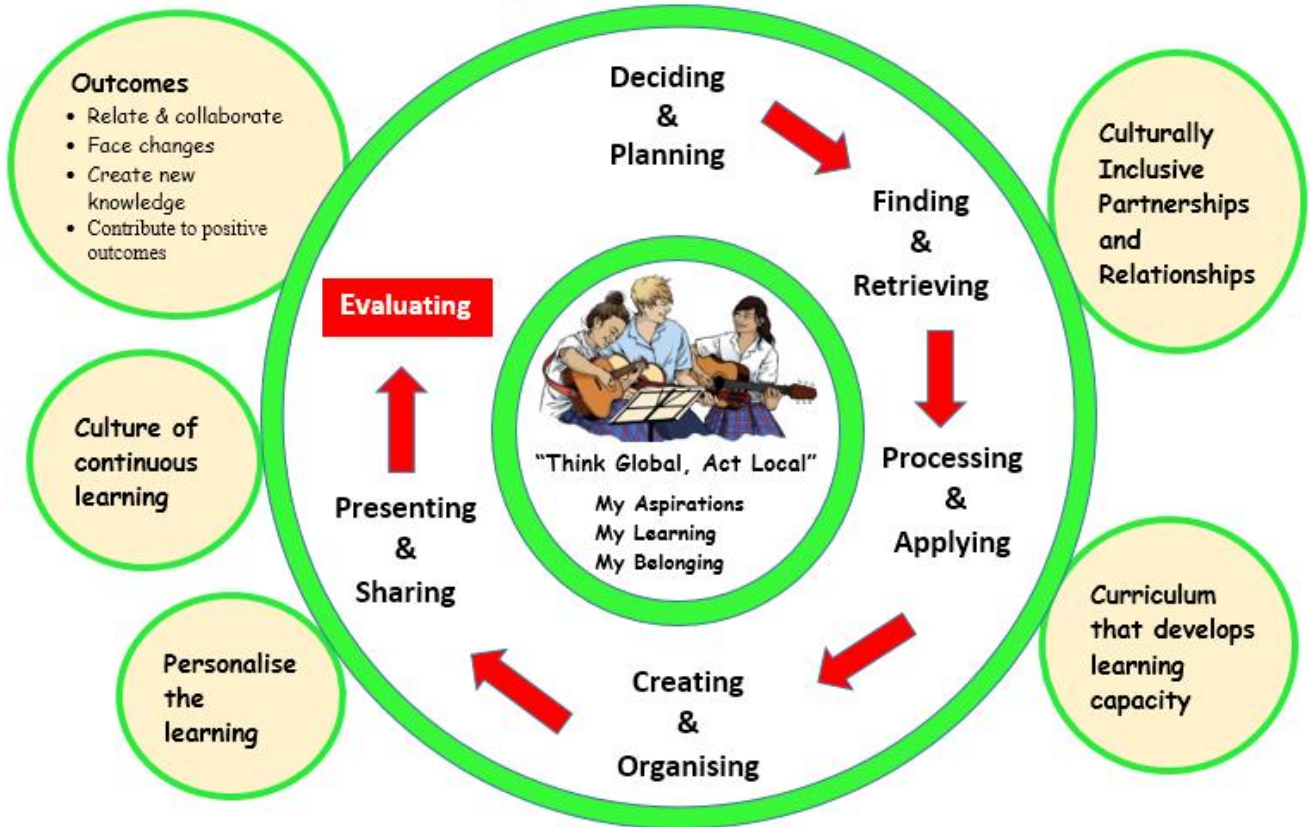 Outcomes
• Relate & collaborate
• Face changes
• Create new
knowledge
• Contribute to positive
outcomes
Culture of
continuous
learning
Personalise
the
learning
Deciding
&
Planning
Finding
&
Retrieving
Processing
&
Applying
Creating
&
Organising
Presenting
&
Sharing
Evaluating
"Think Global, Act Local"
My Aspirations
My Learning
My Belonging
Culturally
Inclusive
Partnerships
and
Relationships
Curriculum
that develops
learning
capacity